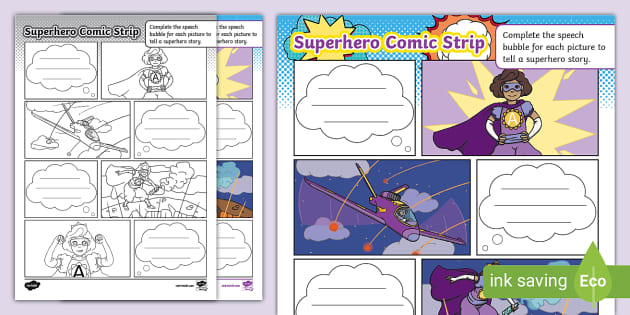 Superhero Comic Strip
Complete the speech
bubble for each picture to
tell a superhero story.
A
A
Superhero Comic Strip
Complete the speech
bubble for each picture to
tell a superhero story.
A
ink saving
Eco